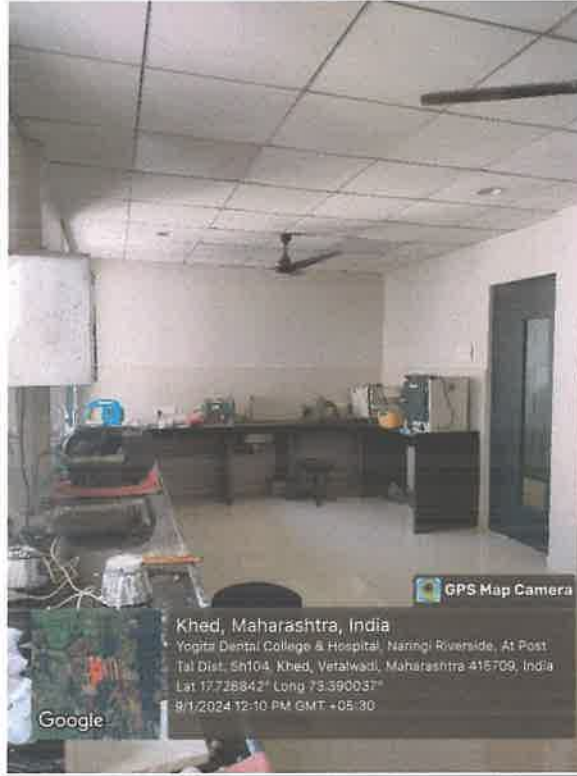 GPS Map Camera
Khed, Maharashtra, India
Yogita Dental College & Hospital, Naringi Riverside, At Post
Tal Dist. Sh104, Khed, Vetalwadi, Maharashtra 415709, India
Lat 17.728842° Long 73.390037°
9/1/2024 12:10 PM GMT +05:30
Google